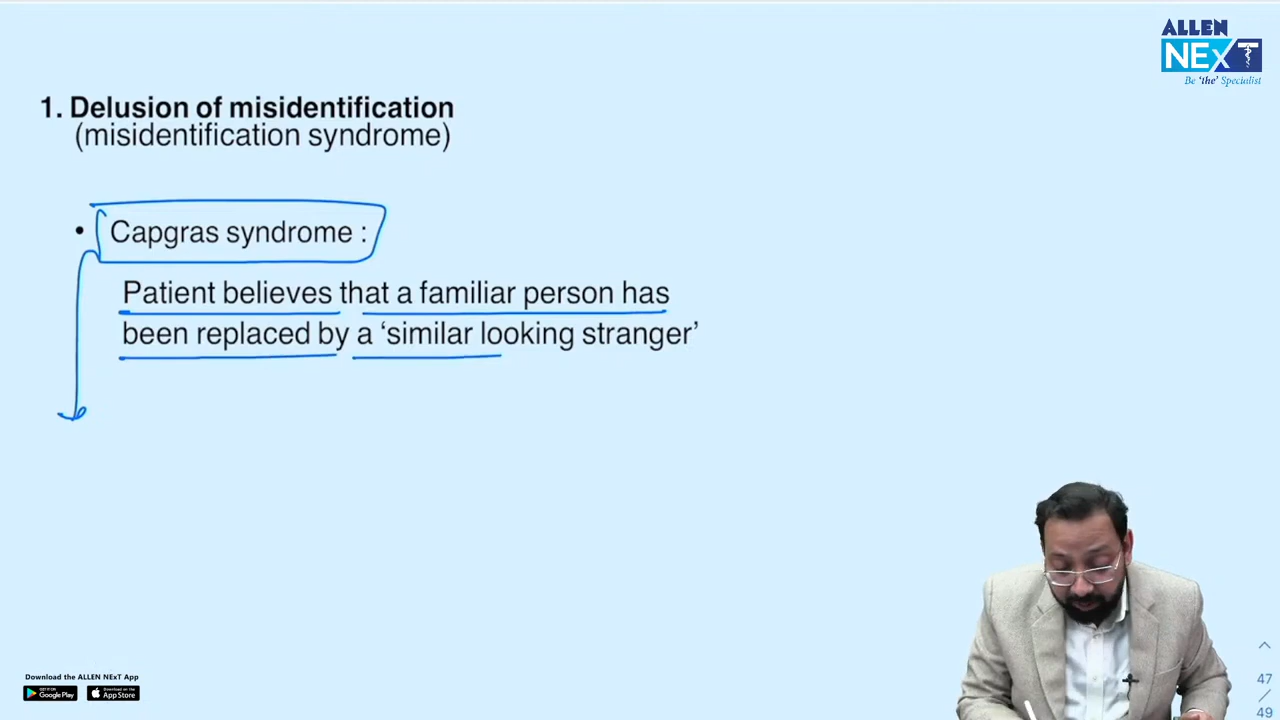 ALLEN
NExT
Be 'the' Specialist
1. Delusion of misidentification
(misidentification syndrome)
• Capgras syndrome :
Patient believes that a familiar person has
been replaced by a ‘similar looking stranger’
Download the ALLEN NExT App
GET IT ON
Google Play
Download on the
App Store
47
/
49